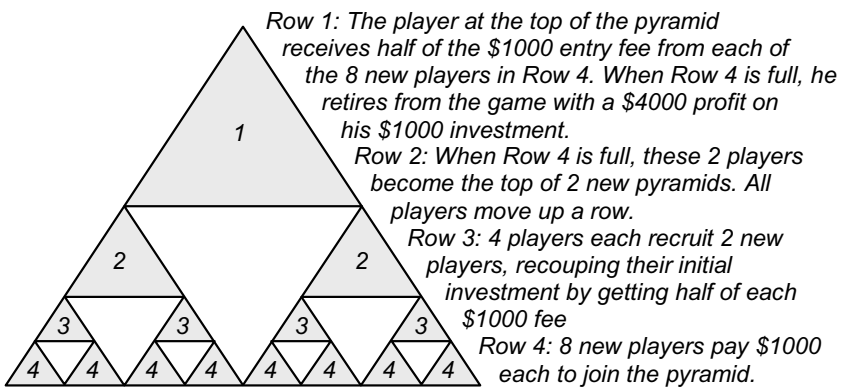 Row 1: The player at the top of the pyramid
receives half of the $1000 entry fee from each of
the 8 new players in Row 4. When Row 4 is full, he
retires from the game with a $4000 profit on
his $1000 investment.
1
Row 2: When Row 4 is full, these 2 players
become the top of 2 new pyramids. All
players move up a row.
2 2
Row 3: 4 players each recruit 2 new
players, recouping their initial
investment by getting half of each
$1000 fee
3 3 3 3
Row 4: 8 new players pay $1000
each to join the pyramid.
4 4 4 4 4 4 4 4